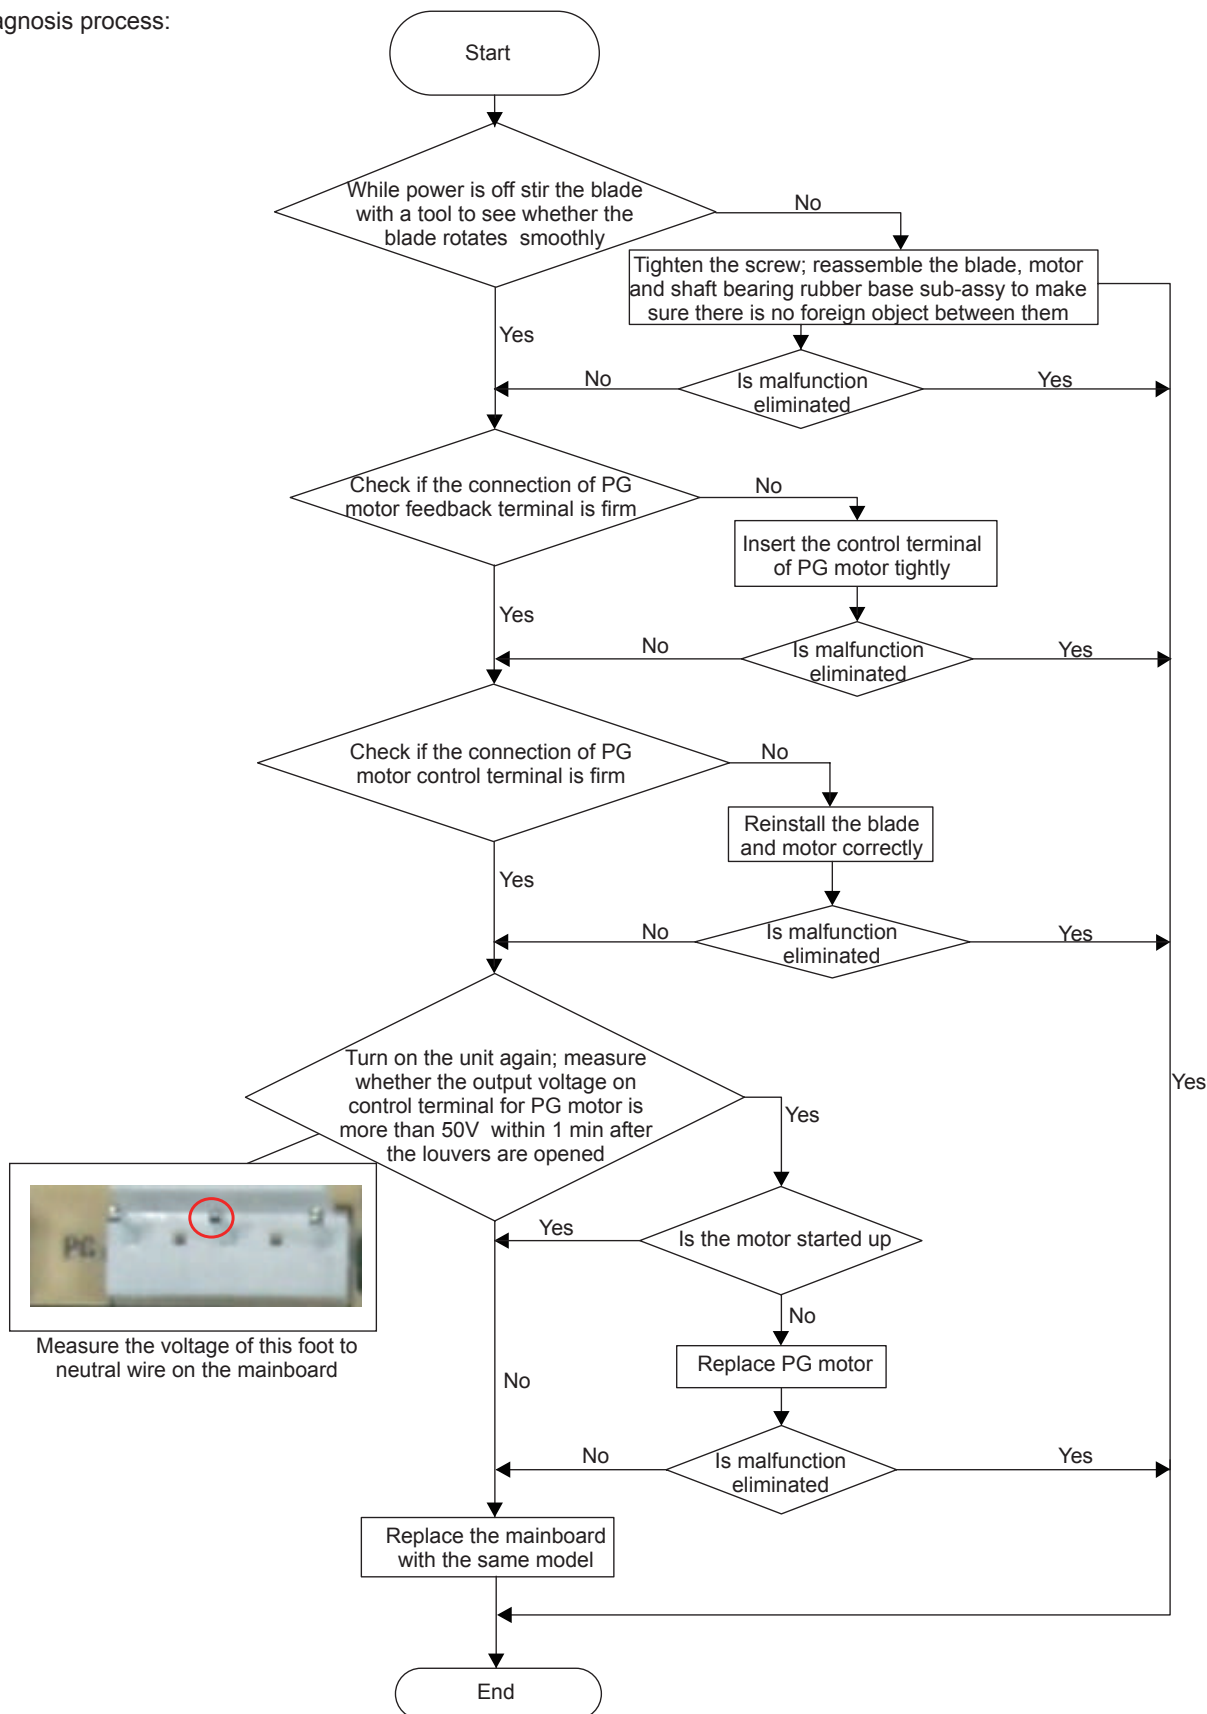 agnosis process:
Start
While power is off stir the blade
with a tool to see whether the
blade rotates smoothly
No
Tighten the screw; reassemble the blade, motor
and shaft bearing rubber base sub-assy to make
sure there is no foreign object between them
Yes
No
Is malfunction
eliminated
Yes
Check if the connection of PG
motor feedback terminal is firm
No
Insert the control terminal
of PG motor tightly
Yes
No
Is malfunction
eliminated
Yes
Check if the connection of PG
motor control terminal is firm
No
Reinstall the blade
and motor correctly
Yes
No
Is malfunction
eliminated
Yes
Turn on the unit again; measure
whether the output voltage on
control terminal for PG motor is
more than 50V within 1 min after
the louvers are opened
Yes
Yes
PG
Measure the voltage of this foot to
neutral wire on the mainboard
Yes
Is the motor started up
No
Replace PG motor
No
No
Is malfunction
eliminated
Yes
Replace the mainboard
with the same model
End